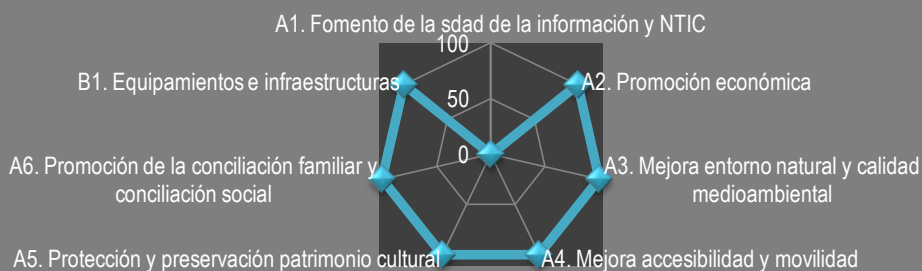 A1. Fomento de la sdad de la información y NTIC
100
B1. Equipamientos e infraestructuras
A2. Promoción económica
50
A6. Promoción de la conciliación familiar y
conciliación social
0
A3. Mejora entorno natural y calidad
medioambiental
A5. Protección y preservación patrimonio cultural
A4. Mejora accesibilidad y movilidad